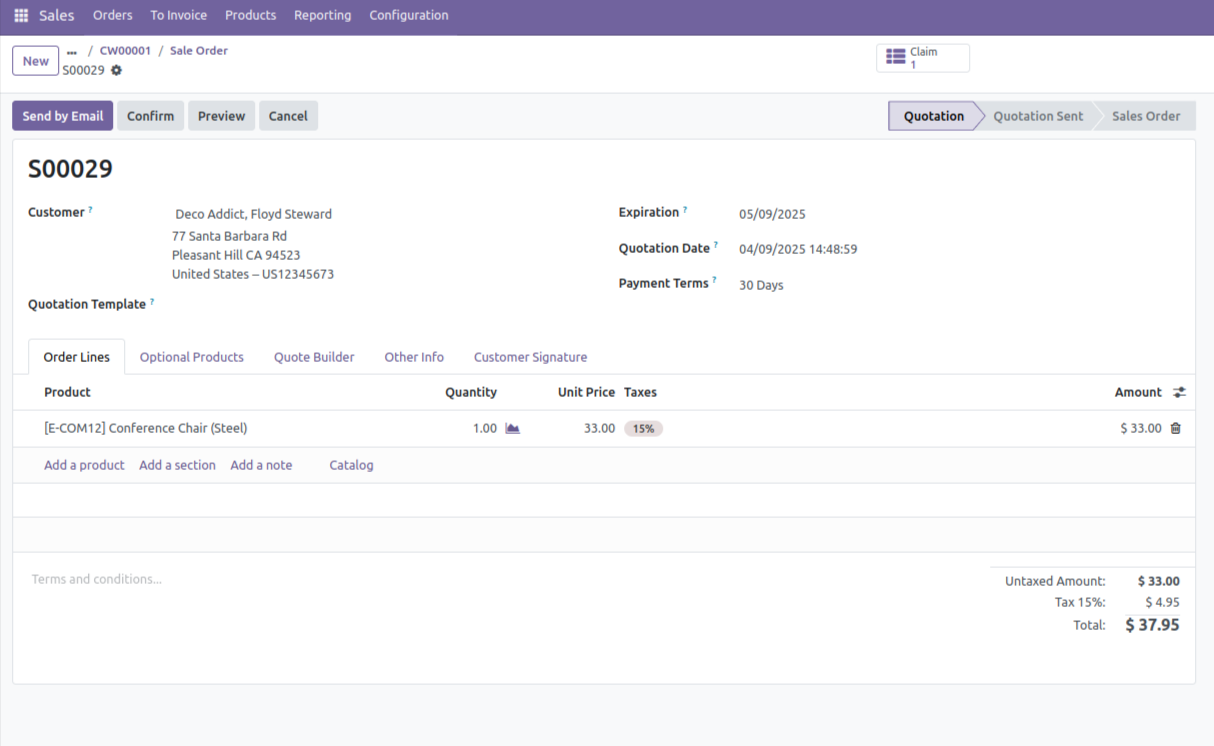 Sales Orders To Invoice Products Reporting Configuration
New ... / CW00001 / Sale Order
S00029
Claim
1
Send by Email Confirm Preview Cancel Quotation Quotation Sent Sales Order
S00029
Customer ? Deco Addict, Floyd Steward
77 Santa Barbara Rd
Pleasant Hill CA 94523
United States – US12345673
Quotation Template ?
Expiration ? 05/09/2025
Quotation Date ? 04/09/2025 14:48:59
Payment Terms ? 30 Days
Order Lines Optional Products Quote Builder Other Info Customer Signature
Product Quantity Unit Price Taxes Amount
[E-COM12] Conference Chair (Steel) 1.00 33.00 15% $ 33.00
Add a product Add a section Add a note Catalog
Terms and conditions...
Untaxed Amount: $ 33.00
Tax 15%: $ 4.95
Total: $ 37.95